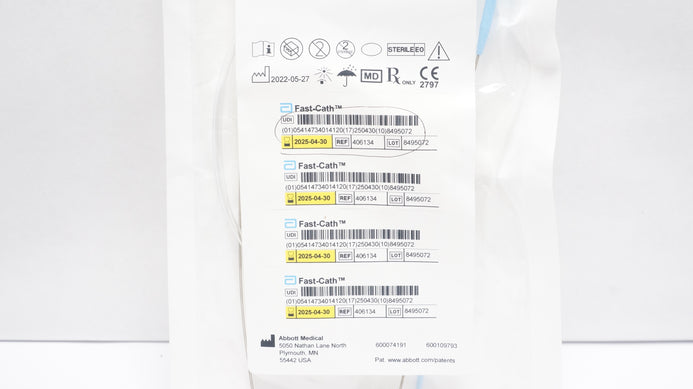 STERILE EO
2022-05-27 MD Rx ONLY CE
2797
Fast-Cath™
UDI
(01)05414734014120(17)250430(10)8495072
2025-04-30 REF 406134 LOT 8495072
Fast-Cath™
UDI
(01)05414734014120(17)250430(10)8495072
2025-04-30 REF 406134 LOT 8495072
Fast-Cath™
UDI
(01)05414734014120(17)250430(10)8495072
2025-04-30 REF 406134 LOT 8495072
Fast-Cath™
UDI
(01)05414734014120(17)250430(10)8495072
2025-04-30 REF 406134 LOT 8495072
Abbott Medical
5050 Nathan Lane North
Plymouth, MN
55442 USA
600074191 600109793
Pat. www.abbott.com/patents